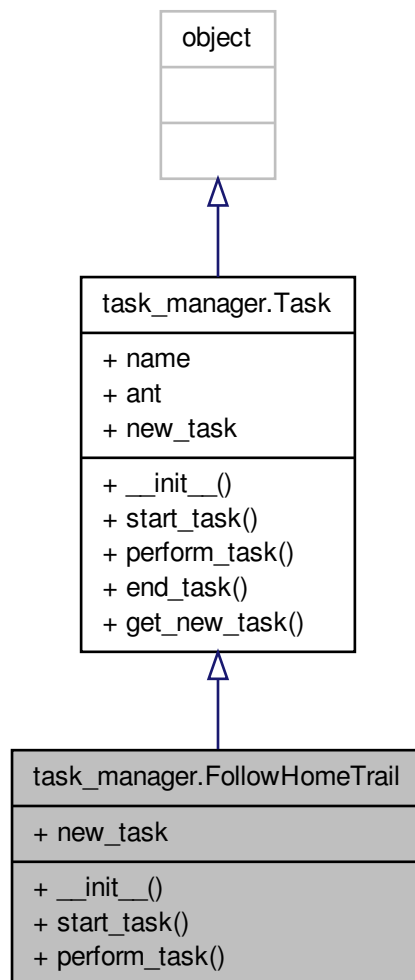 object
task_manager.Task
+ name
+ ant
+ new_task
+ __init__()
+ start_task()
+ perform_task()
+ end_task()
+ get_new_task()
task_manager.FollowHomeTrail
+ new_task
+ __init__()
+ start_task()
+ perform_task()